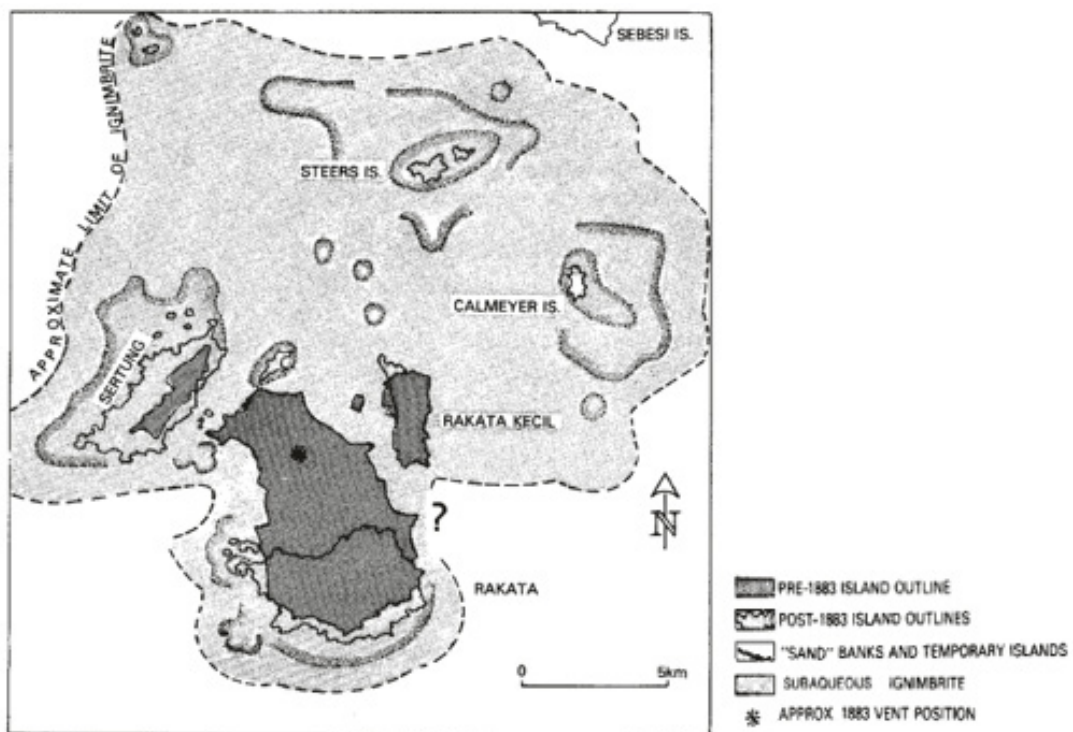 SEBESI IS.
APPROXIMATE LIMIT OF IGNIMBRITE
STEERS IS.
CALMEYER IS.
SERTUNG
RAKATA KECIL
N
?
RAKATA
0 5km
PRE-1883 ISLAND OUTLINE
POST-1883 ISLAND OUTLINES
"SAND" BANKS AND TEMPORARY ISLANDS
SUBAQUEOUS IGNIMBRITE
APPROX 1883 VENT POSITION